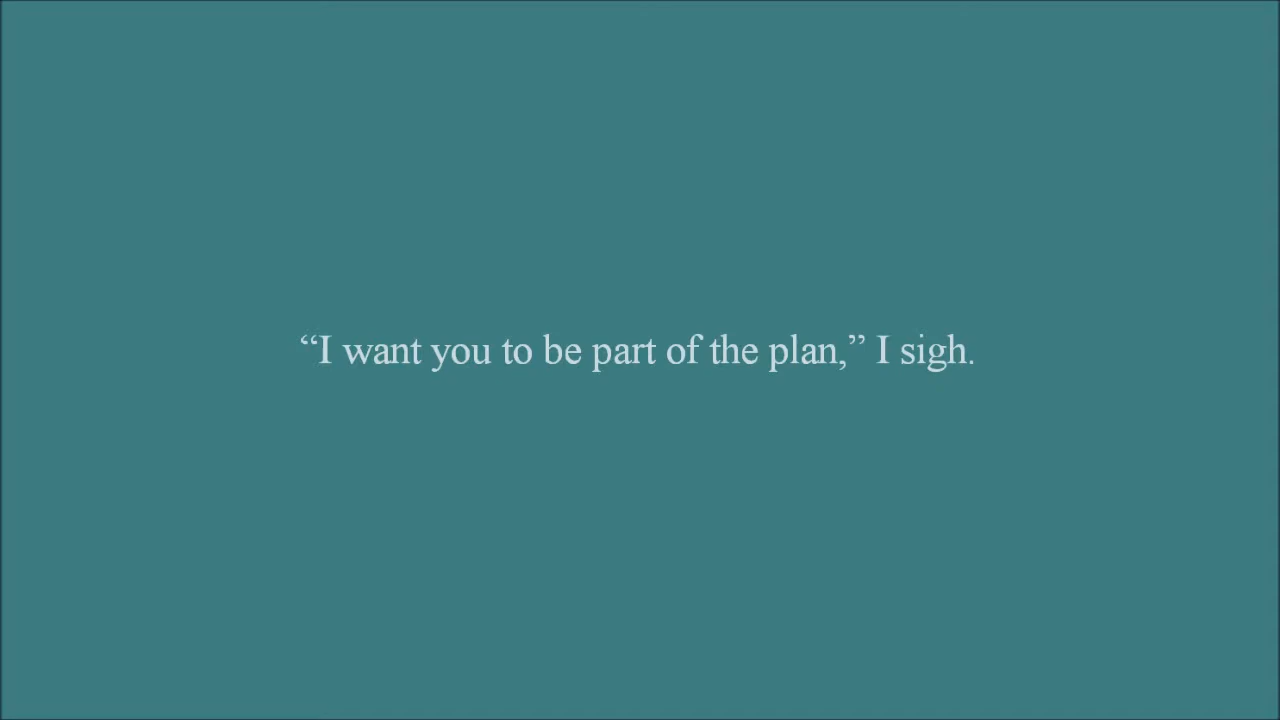 “I want you to be part of the plan,” I sigh.